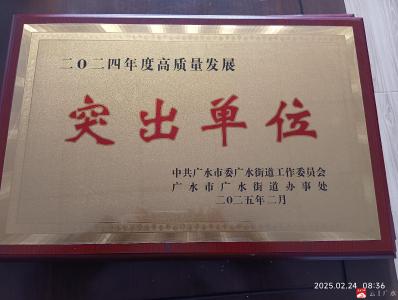 二〇二四年度高质量发展
突出单位
中共广水市委广水街道工作委员会
广水市广水街道办事处
二〇二五年二月
2025.02.24 08:36